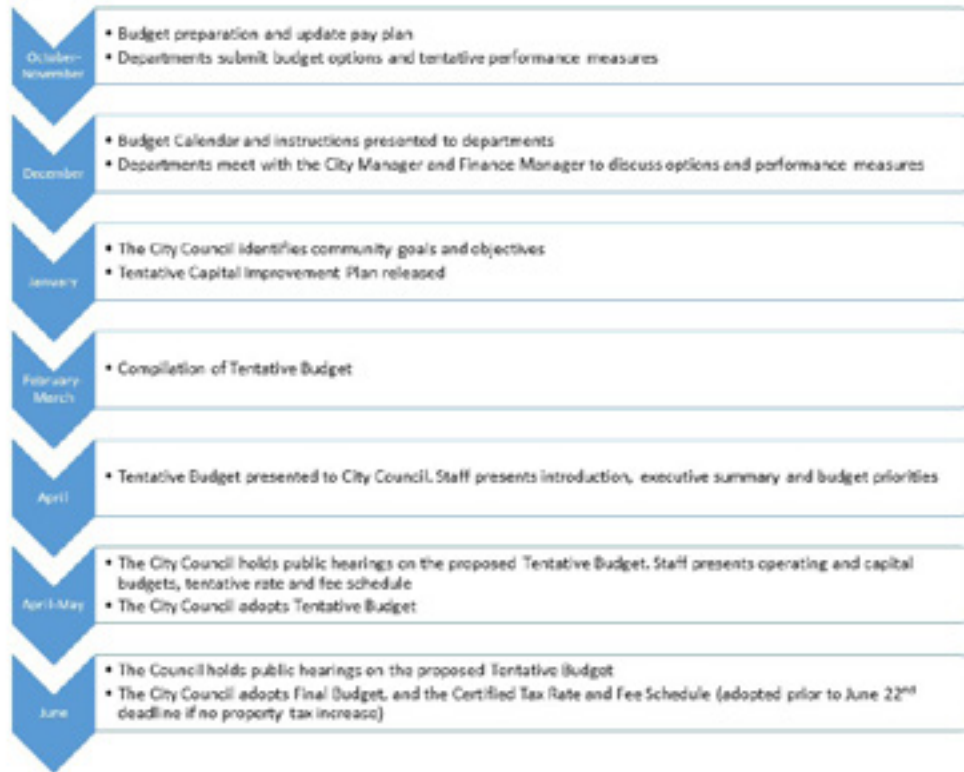 October-
November
• Budget preparation and update pay plan
• Departments submit budget options and tentative performance measures
December
• Budget Calendar and instructions presented to departments
• Departments meet with the City Manager and Finance Manager to discuss options and performance measures
January
• The City Council identifies community goals and objectives
• Tentative Capital Improvement Plan released
February-
March
• Compilation of Tentative Budget
April
• Tentative Budget presented to City Council. Staff presents introduction, executive summary and budget priorities
April-May
• The City Council holds public hearings on the proposed Tentative Budget. Staff presents operating and capital
budgets, tentative rate and fee schedule
• The City Council adopts Tentative Budget
June
• The Council holds public hearings on the proposed Tentative Budget
• The City Council adopts Final Budget, and the Certified Tax Rate and Fee Schedule (adopted prior to June 22nd
deadline if no property tax increase)